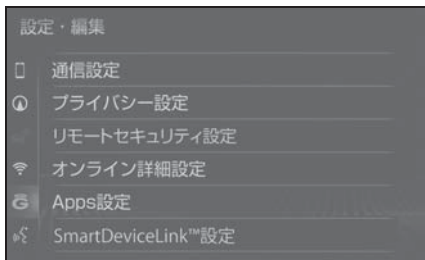 設定・編集
通信設定
プライバシー設定
リモートセキュリティ設定
オンライン詳細設定
Apps設定
SmartDeviceLink™設定